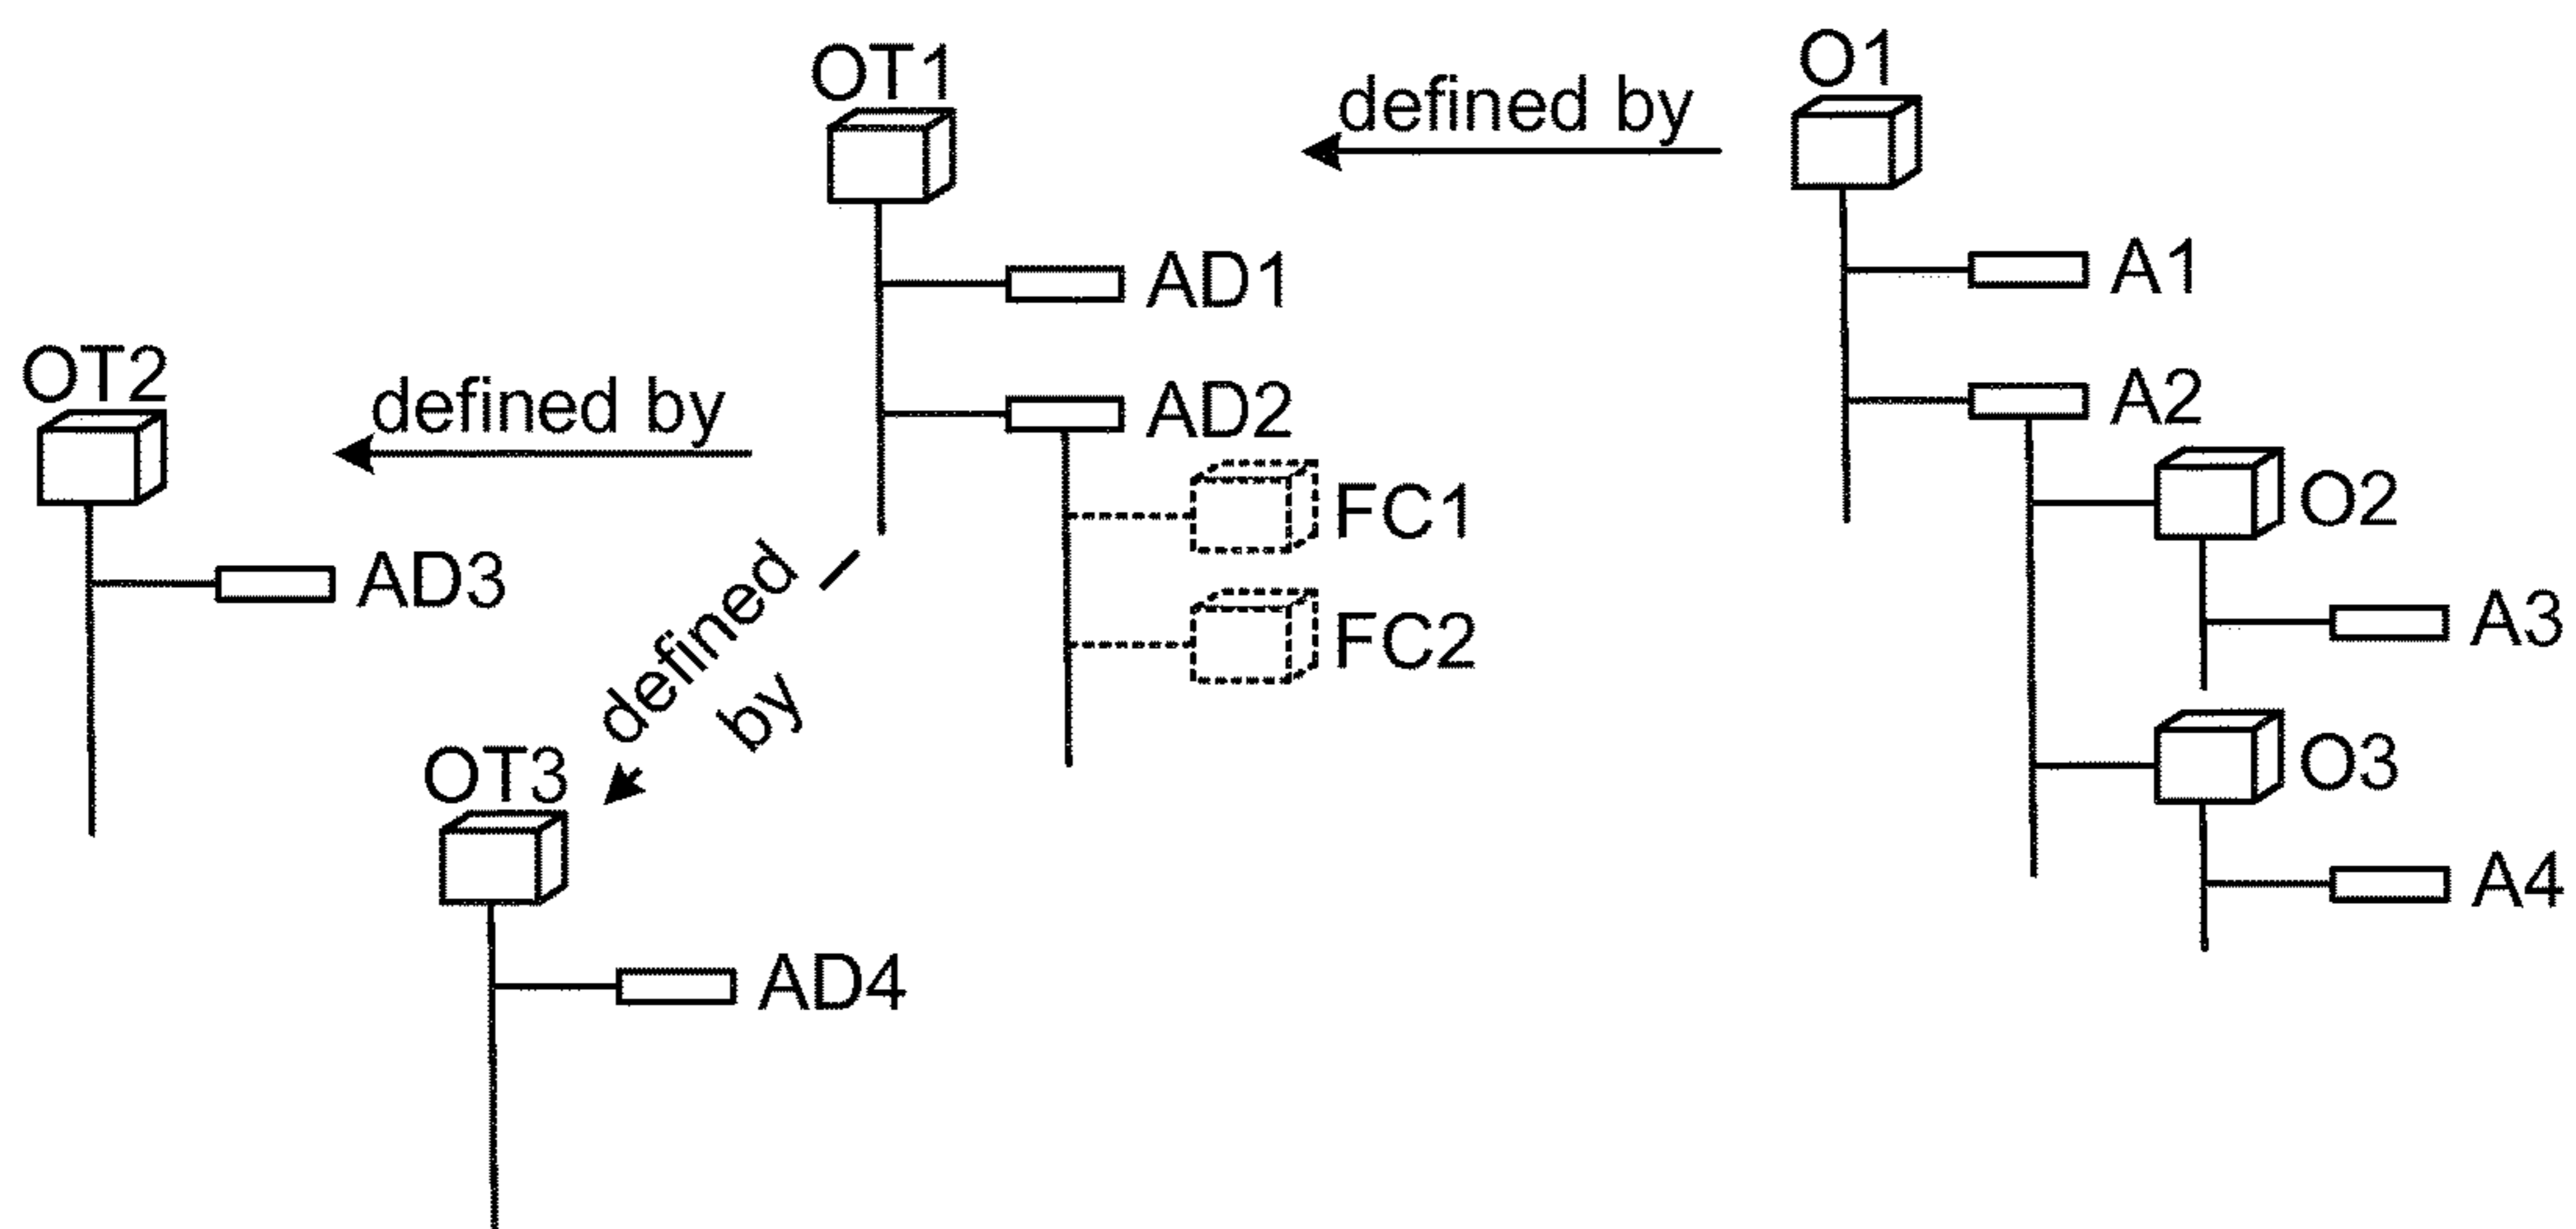 OT1
defined by
O1
AD1
A1
OT2
defined by
AD2
A2
FC1
O2
AD3
defined
by
FC2
A3
OT3
O3
AD4
A4